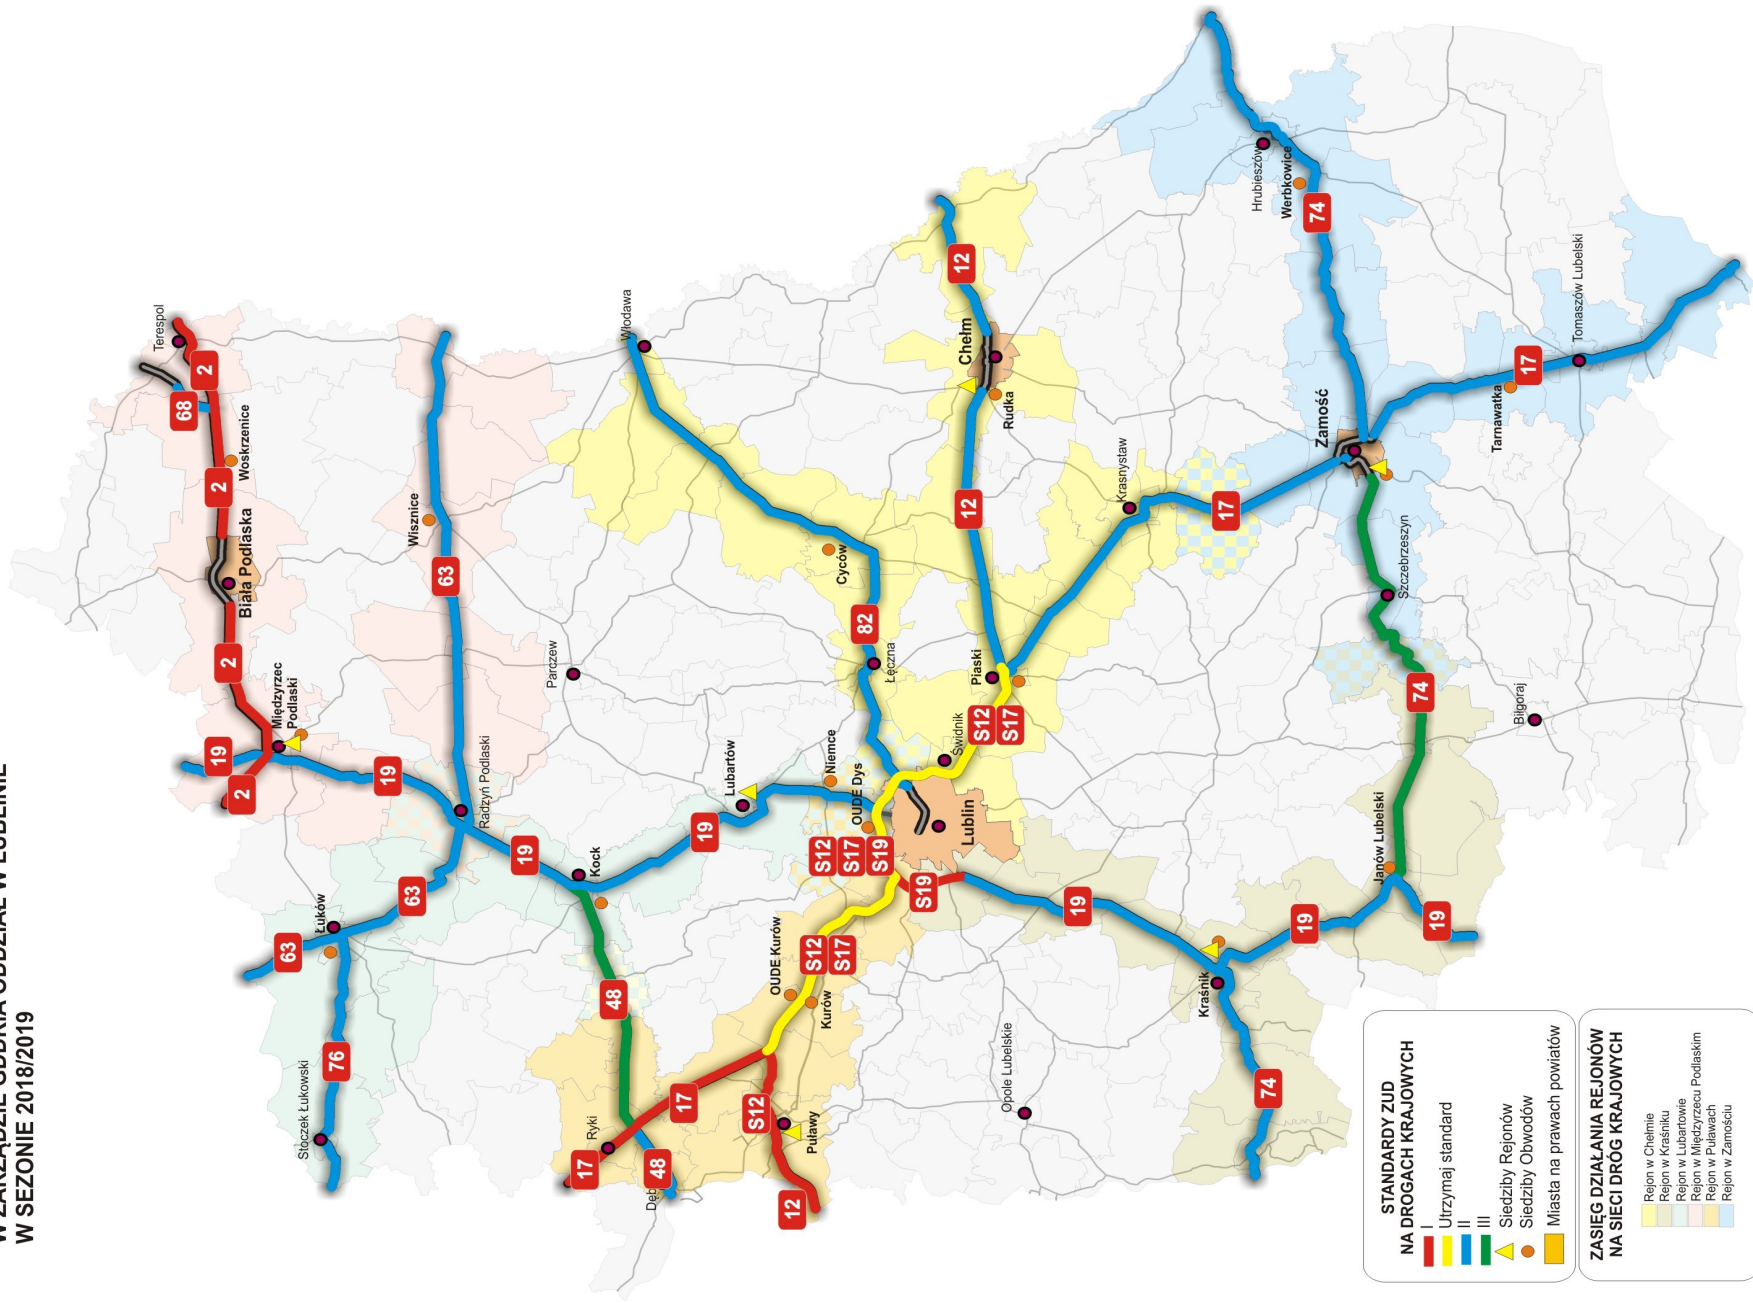 W ZARZĄDZIE GDDKIA ODDZIAŁ W LUBLINIE
W SEZONIE 2018/2019
Terespol
2
68
Woskrzenice
2
Biała Podlaska
2
Międzyrzec
Podlaski
19
2
19
Wisznice
63
Radzyń Podlaski
63
Łuków
63
76
Stoczek Łukowski
Parczew
Włodawa
19
Kock
48
48
Dęb
Ryki
17
17
Lubartów
19
Niemce
OUDE Dys
Cyców
82
Łęczna
S12
S17
S19
S19
Lublin
Świdnik
S12
S17
Piaski
12
Chełm
Rudka
12
OUDE Kurów
Kurów
S12
S17
S12
Puławy
12
Opole Lubelskie
Krasnystaw
17
Zamość
Hrubieszów
Werbkowice
74
Tarnawatka
17
Tomaszów Lubelski
Szczebrzeszyn
74
Biłgoraj
Janów Lubelski
19
19
19
Kraśnik
74
STANDARDY ZUD
NA DROGACH KRAJOWYCH
I
Utrzymaj standard
II
III
Siedziby Rejonów
Siedziby Obwodów
Miasta na prawach powiatów
ZASIĘG DZIAŁANIA REJONÓW
NA SIECI DRÓG KRAJOWYCH
Rejon w Chełmie
Rejon w Kraśniku
Rejon w Lubartowie
Rejon w Międzyrzecu Podlaskim
Rejon w Puławach
Rejon w Zamościu